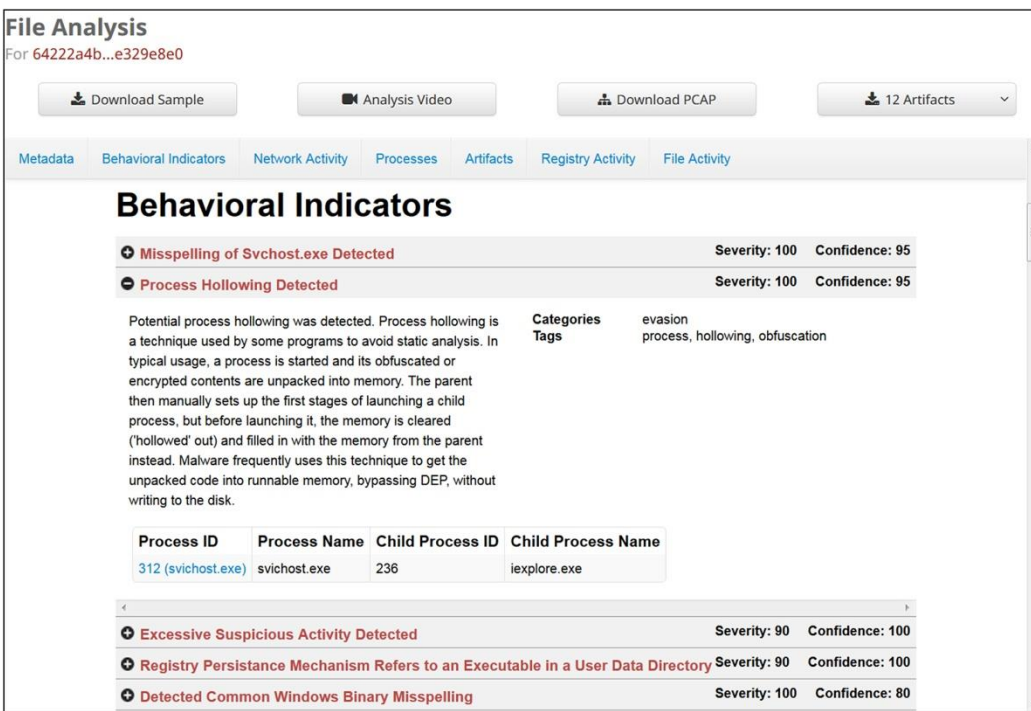 File Analysis
For 64222a4b...e329e8e0
Download Sample
Analysis Video
Download PCAP
12 Artifacts
Metadata Behavioral Indicators Network Activity Processes Artifacts Registry Activity File Activity
Behavioral Indicators
Misspelling of Svchost.exe Detected Severity: 100 Confidence: 95
Process Hollowing Detected Severity: 100 Confidence: 95
Potential process hollowing was detected. Process hollowing is
a technique used by some programs to avoid static analysis. In
typical usage, a process is started and its obfuscated or
encrypted contents are unpacked into memory. The parent
then manually sets up the first stages of launching a child
process, but before launching it, the memory is cleared
('hollowed' out) and filled in with the memory from the parent
instead. Malware frequently uses this technique to get the
unpacked code into runnable memory, bypassing DEP, without
writing to the disk.
Categories evasion
Tags process, hollowing, obfuscation
Process ID Process Name Child Process ID Child Process Name
312 (svichost.exe) svichost.exe 236 iexplore.exe
Excessive Suspicious Activity Detected Severity: 90 Confidence: 100
Registry Persistance Mechanism Refers to an Executable in a User Data Directory Severity: 90 Confidence: 100
Detected Common Windows Binary Misspelling Severity: 100 Confidence: 80